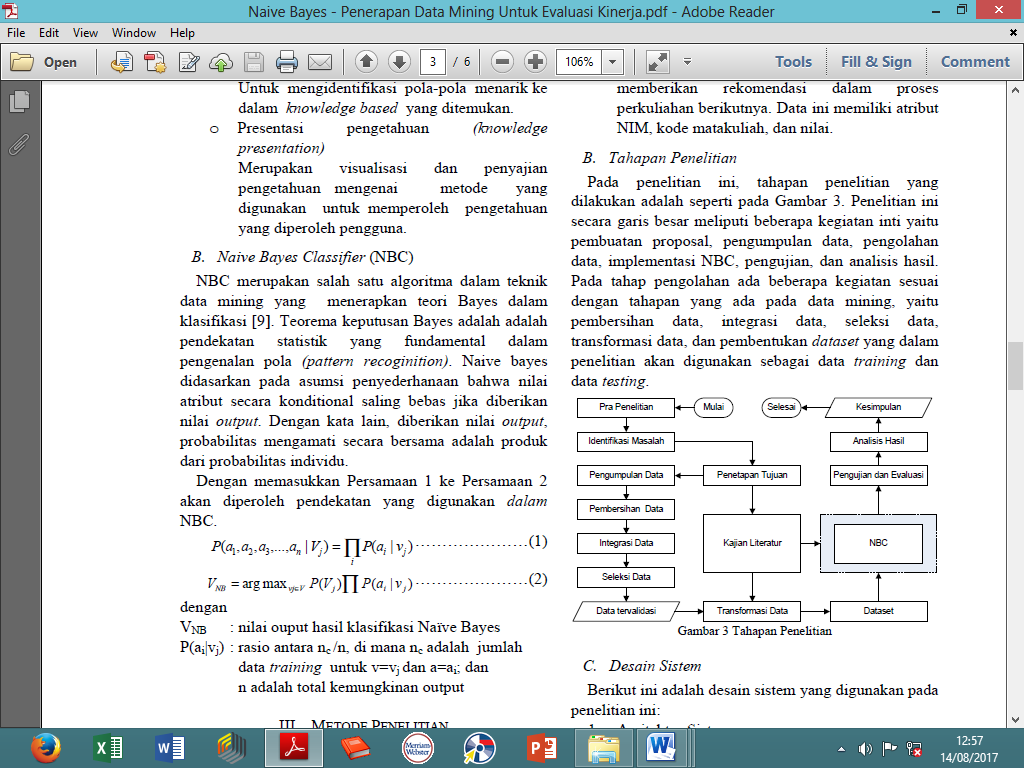 Naive Bayes - Penerapan Data Mining Untuk Evaluasi Kinerja.pdf - Adobe Reader
File Edit View Window Help
Open 3 / 6 106% Tools Fill & Sign Comment
Untuk mengidentifikasi pola-pola menarik ke
dalam knowledge based yang ditemukan.
o Presentasi pengetahuan (knowledge
presentation)
Merupakan visualisasi dan penyajian
pengetahuan mengenai metode yang
digunakan untuk memperoleh pengetahuan
yang diperoleh pengguna.
B. Naive Bayes Classifier (NBC)
NBC merupakan salah satu algoritma dalam teknik
data mining yang menerapkan teori Bayes dalam
klasifikasi [9]. Teorema keputusan Bayes adalah adalah
pendekatan statistik yang fundamental dalam
pengenalan pola (pattern recoginition). Naive bayes
didasarkan pada asumsi penyederhanaan bahwa nilai
atribut secara konditional saling bebas jika diberikan
nilai output. Dengan kata lain, diberikan nilai output,
probabilitas mengamati secara bersama adalah produk
dari probabilitas individu.
Dengan memasukkan Persamaan 1 ke Persamaan 2
akan diperoleh pendekatan yang digunakan dalam
NBC.
P(a₁,a₂,a₃,...,aₙ | Vⱼ) = ∏ᵢ P(aᵢ | vⱼ) ····················(1)
V_NB = arg max_{vj∈V} P(Vⱼ)∏ P(aᵢ | vⱼ) ····················(2)
dengan
V_NB : nilai ouput hasil klasifikasi Naïve Bayes
P(aᵢ|vⱼ) : rasio antara n_c /n, di mana n_c adalah jumlah
data training untuk v=vⱼ dan a=aᵢ; dan
n adalah total kemungkinan output
III. METODE PENELITIAN
memberikan rekomendasi dalam proses
perkuliahan berikutnya. Data ini memiliki atribut
NIM, kode matakuliah, dan nilai.
B. Tahapan Penelitian
Pada penelitian ini, tahapan penelitian yang
dilakukan adalah seperti pada Gambar 3. Penelitian ini
secara garis besar meliputi beberapa kegiatan inti yaitu
pembuatan proposal, pengumpulan data, pengolahan
data, implementasi NBC, pengujian, dan analisis hasil.
Pada tahap pengolahan ada beberapa kegiatan sesuai
dengan tahapan yang ada pada data mining, yaitu
pembersihan data, integrasi data, seleksi data,
transformasi data, dan pembentukan dataset yang dalam
penelitian akan digunakan sebagai data training dan
data testing.
Pra Penelitian Mulai Selesai Kesimpulan
Identifikasi Masalah Analisis Hasil
Pengumpulan Data Penetapan Tujuan Pengujian dan Evaluasi
Pembersihan Data
Integrasi Data Kajian Literatur NBC
Seleksi Data
Data tervalidasi Transformasi Data Dataset
Gambar 3 Tahapan Penelitian
C. Desain Sistem
Berikut ini adalah desain sistem yang digunakan pada
penelitian ini:
Merriam-Webster
12:57
14/08/2017